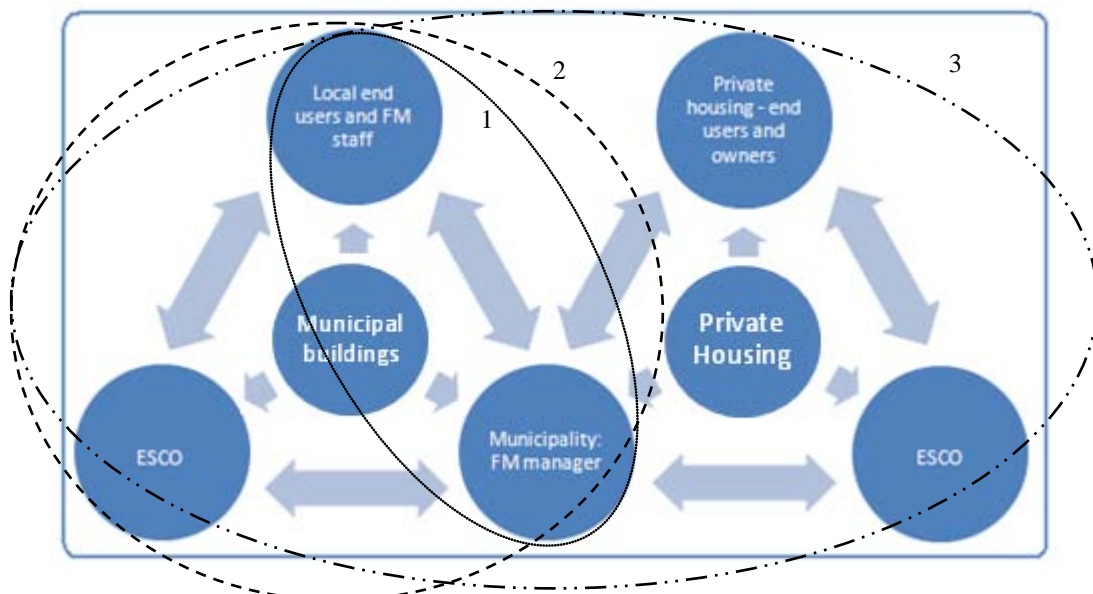 2
3
1
Local end
users and FM
staff
Private
housing - end
users and
owners
Municipal
buildings
Private
Housing
ESCO
Municipality:
FM manager
ESCO